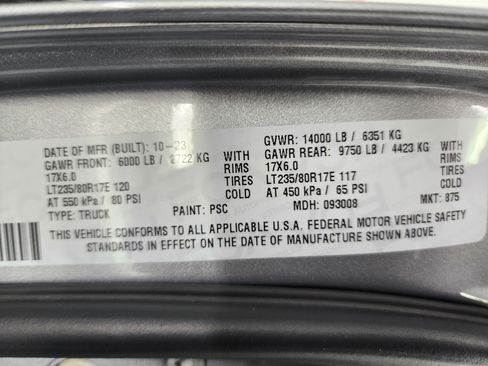 DATE OF MFR (BUILT): 10-23 GVWR: 14000 LB / 6351 KG
GAWR FRONT: 6000 LB / 2722 KG WITH GAWR REAR: 9750 LB / 4423 KG WITH
17X6.0 RIMS 17X6.0 RIMS
LT235/80R17E 120 TIRES LT235/80R17E 117 TIRES
AT 550 kPa / 80 PSI COLD AT 450 kPa / 65 PSI COLD
TYPE: TRUCK PAINT: PSC MDH: 093008 MKT: 875
THIS VEHICLE CONFORMS TO ALL APPLICABLE U.S.A. FEDERAL MOTOR VEHICLE SAFETY
STANDARDS IN EFFECT ON THE DATE OF MANUFACTURE SHOWN ABOVE.